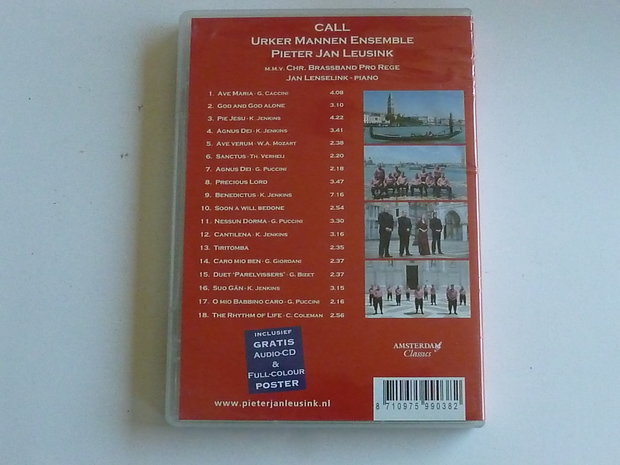 CALL
URKER MANNEN ENSEMBLE
PIETER JAN LEUSINK
M.M.V. CHR. BRASSBAND PRO REGE
JAN LENSELINK - PIANO
1. AVE MARIA - G. CACCINI 4.08
2. GOD AND GOD ALONE 3.10
3. PIE JESU - K. JENKINS 4.22
4. AGNUS DEI - K. JENKINS 3.41
5. AVE VERUM - W.A. MOZART 2.38
6. SANCTUS - TH. VERHEIJ 2.20
7. AGNUS DEI - G. PUCCINI 2.18
8. PRECIOUS LORD 3.47
9. BENEDICTUS - K. JENKINS 7.16
10. SOON A WILL BEDONE 2.54
11. NESSUN DORMA - G. PUCCINI 3.30
12. CANTILENA - K. JENKINS 3.16
13. TIRITOMBA 2.35
14. CARO MIO BEN - G. GIORDANI 2.37
15. DUET 'PARELVISSERS' - G. BIZET 2.37
16. SUO GÂN - K. JENKINS 3.15
17. O MIO BABBINO CARO - G. PUCCINI 2.16
18. THE RHYTHM OF LIFE - C. COLEMAN 2.56
INCLUSIEF
GRATIS
AUDIO-CD
&
FULL-COLOUR
POSTER
AMSTERDAM
Classics
www.pieterjanleusink.nl
8 710975 990382